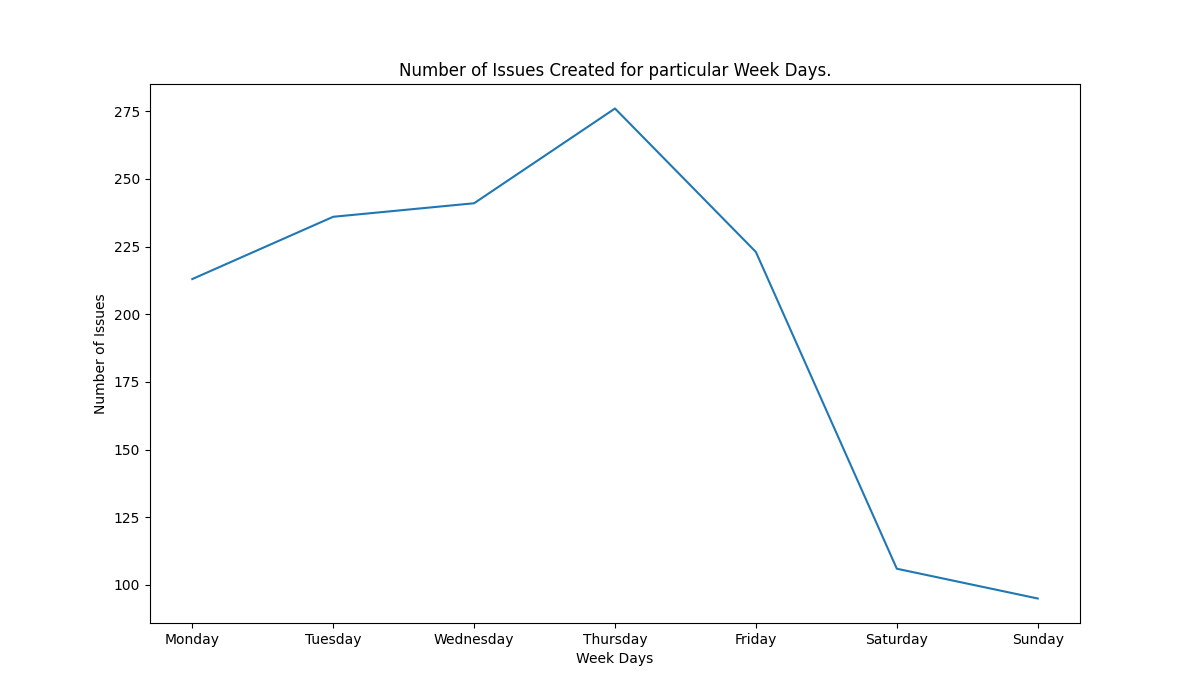 Number of Issues Created for particular Week Days.
Number of Issues
275
250
225
200
175
150
125
100
Monday Tuesday Wednesday Thursday Friday Saturday Sunday
Week Days